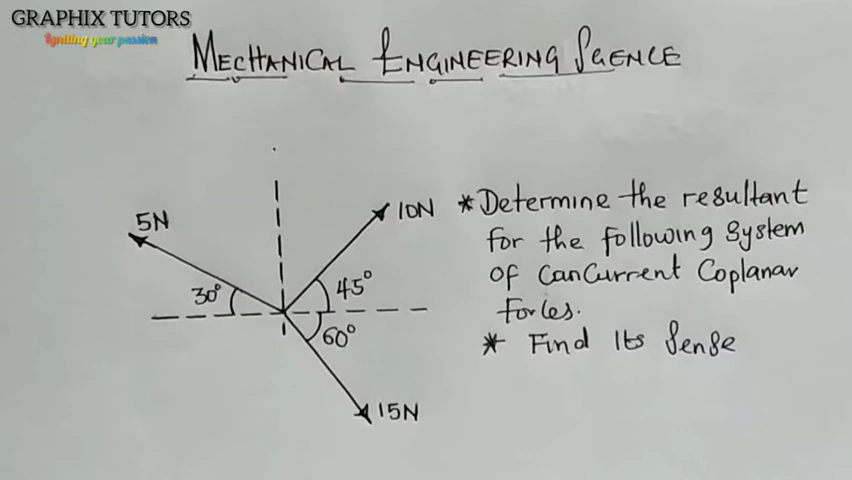 GRAPHIX TUTORS
Igniting your passion
MECHANICAL ENGINEERING SCIENCE
5N
10N
*Determine the resultant
for the following System
30°
45°
of Concurrent Coplanar
forces.
60°
* Find Its Sense
15N